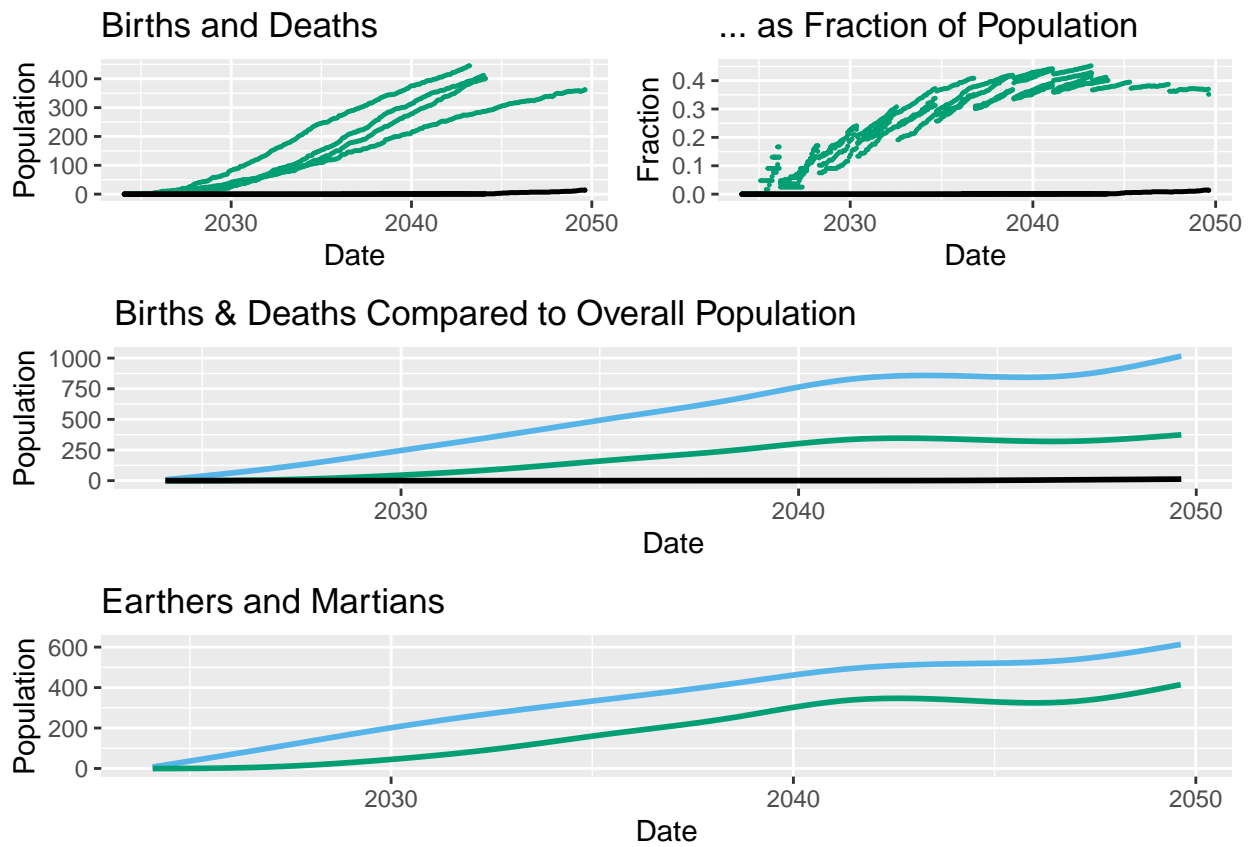 Births and Deaths
Population
400
300
200
100
0
2030 2040 2050
Date
... as Fraction of Population
Fraction
0.4
0.3
0.2
0.1
0.0
2030 2040 2050
Date
Births & Deaths Compared to Overall Population
Population
1000
750
500
250
0
2030 2040 2050
Date
Earthers and Martians
Population
600
400
200
0
2030 2040 2050
Date